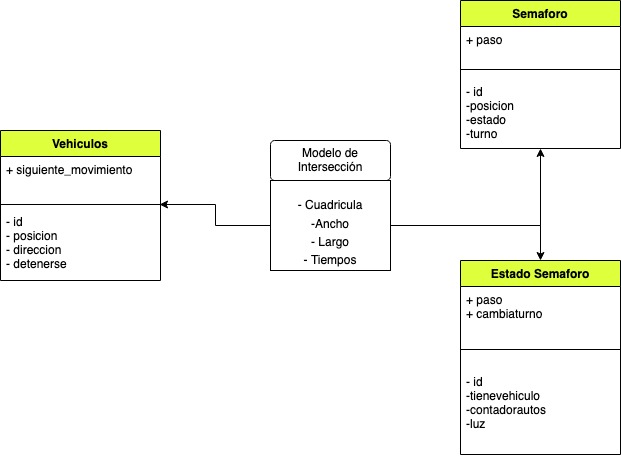 Semaforo
+ paso
- id
-posicion
-estado
-turno
Vehiculos
+ siguiente_movimiento
- id
- posicion
- direccion
- detenerse
Modelo de
Intersección
- Cuadricula
-Ancho
- Largo
- Tiempos
Estado Semaforo
+ paso
+ cambiaturno
- id
-tienevehiculo
-contadorautos
-luz